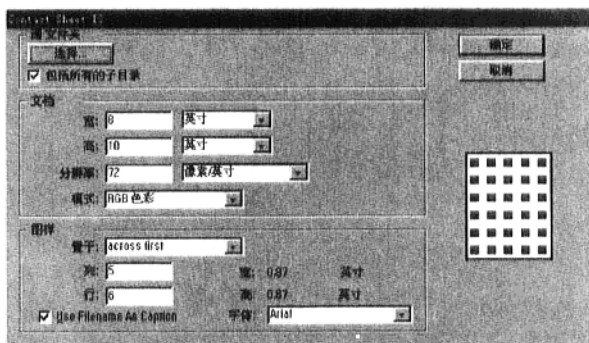 Contact Sheet II
源文件夹
选择...
包括所有的子目录
确定
取消
文档
宽: 8 英寸
高: 10 英寸
分辨率: 72 像素/英寸
模式: RGB 色彩
图样
置于: across first
列: 5 宽: 0.87 英寸
行: 6 高: 0.87 英寸
Use Filename As Caption 字体: Arial